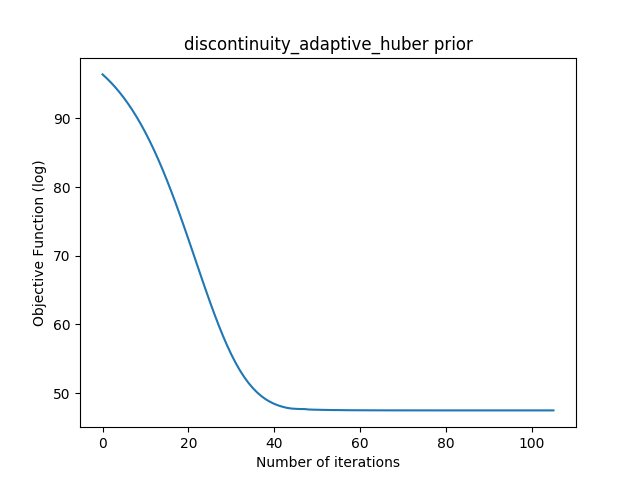 discontinuity_adaptive_huber prior
Objective Function (log)
90
80
70
60
50
0 20 40 60 80 100
Number of iterations